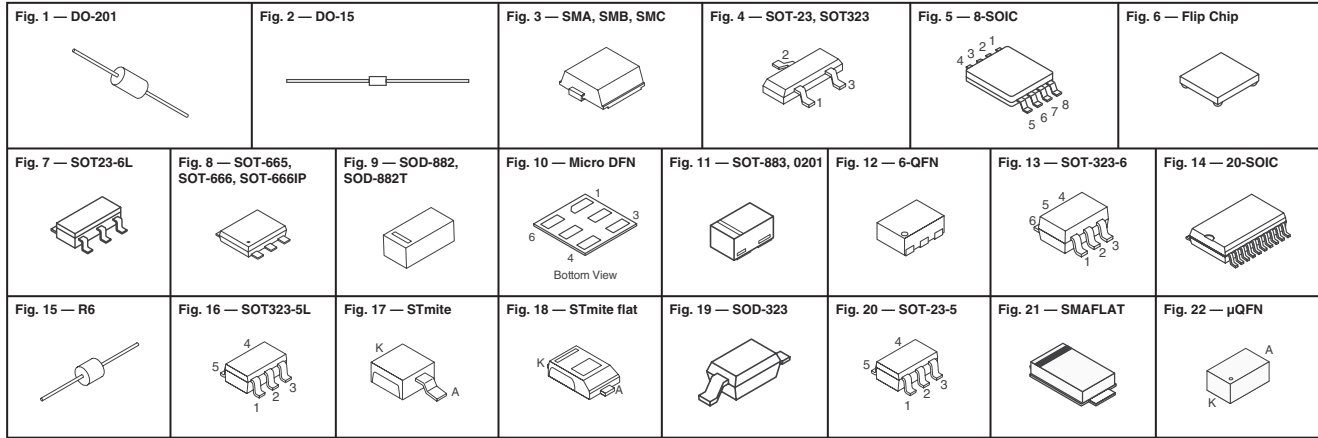 Fig. 1 — DO-201
Fig. 2 — DO-15
Fig. 3 — SMA, SMB, SMC
Fig. 4 — SOT-23, SOT323
2
3
1
Fig. 5 — 8-SOIC
1
2
3
4
8
7
6
5
Fig. 6 — Flip Chip
Fig. 7 — SOT23-6L
Fig. 8 — SOT-665,
SOT-666, SOT-666IP
Fig. 9 — SOD-882,
SOD-882T
Fig. 10 — Micro DFN
1
3
6
4
Bottom View
Fig. 11 — SOT-883, 0201
Fig. 12 — 6-QFN
Fig. 13 — SOT-323-6
4
5
6
3
2
1
Fig. 14 — 20-SOIC
Fig. 15 — R6
Fig. 16 — SOT323-5L
4
5
3
2
1
Fig. 17 — STmite
K
A
Fig. 18 — STmite flat
K
A
Fig. 19 — SOD-323
Fig. 20 — SOT-23-5
4
5
3
2
1
Fig. 21 — SMAFLAT
Fig. 22 — µQFN
A
K